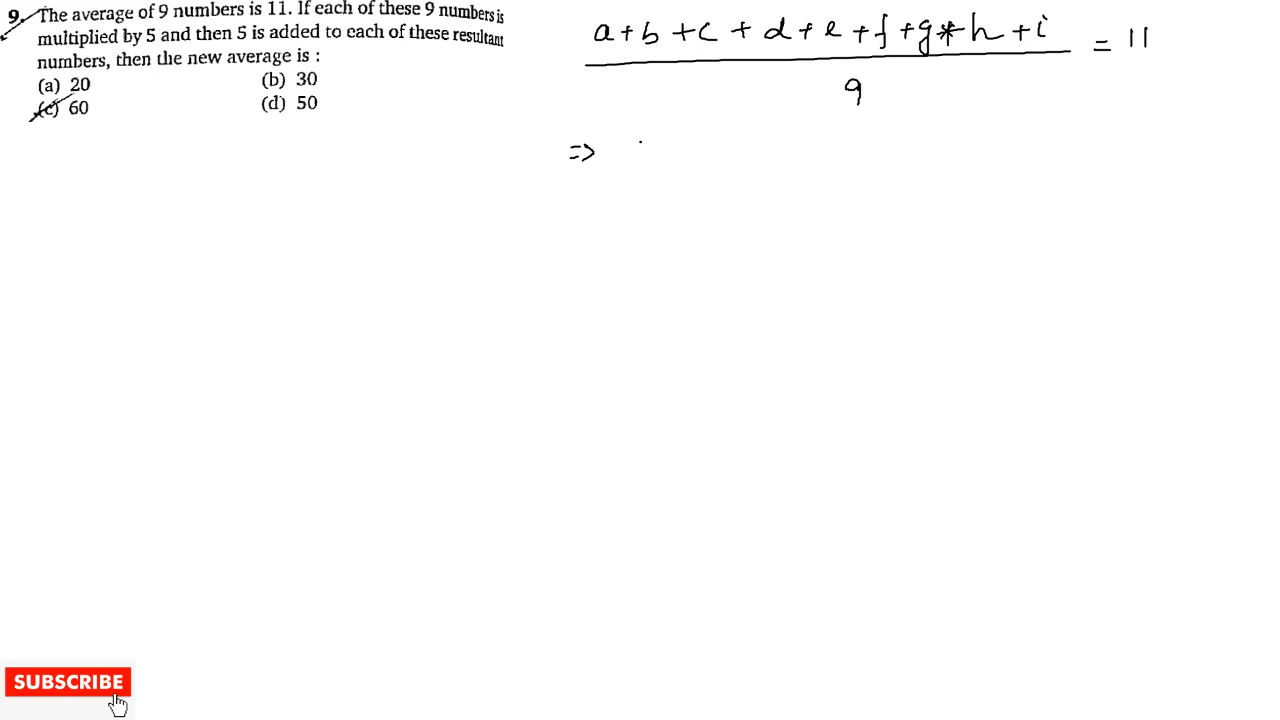 9. The average of 9 numbers is 11. If each of these 9 numbers is
multiplied by 5 and then 5 is added to each of these resultant
numbers, then the new average is :
(a) 20 (b) 30
(c) 60 (d) 50
a + b + c + d + e + f + g + h + i
9
= 11
=>
SUBSCRIBE